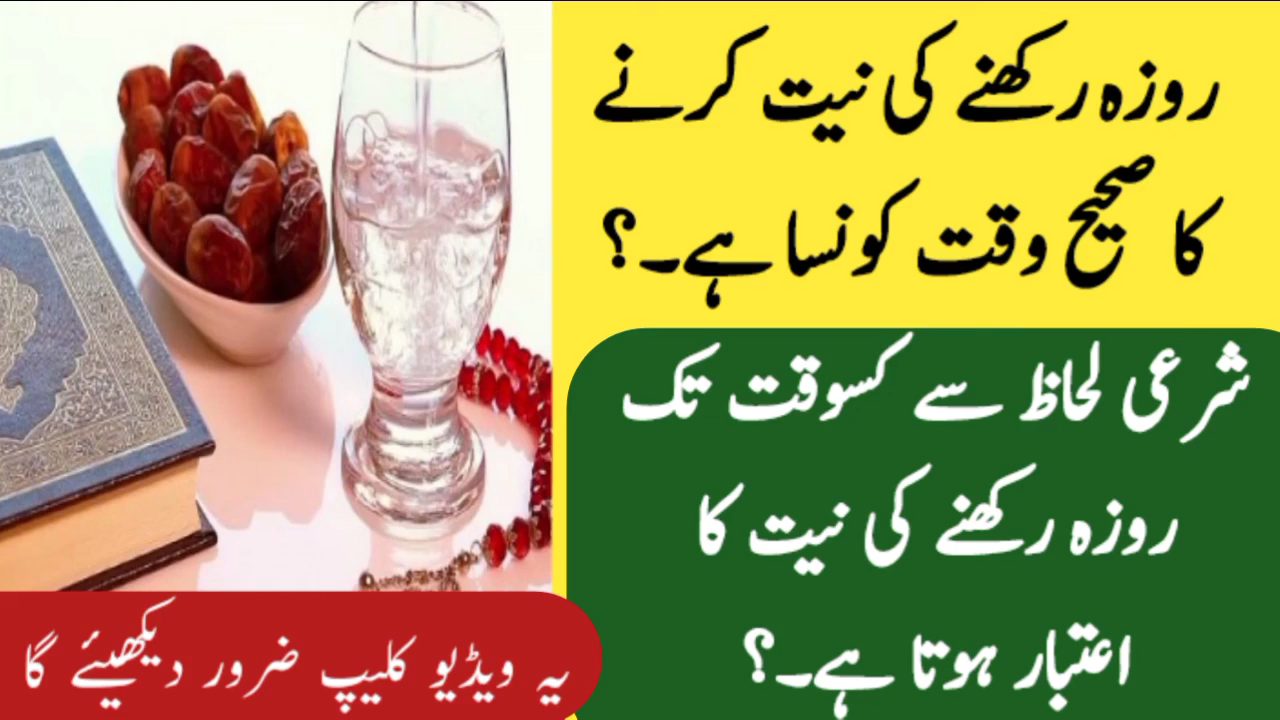 روزہ رکھنے کی نیت کرنے
کا صحیح وقت کونسا ہے۔؟
شرعی لحاظ سے کسوقت تک
روزہ رکھنے کی نیت کا
اعتبار ہوتا ہے۔؟
یہ ویڈیو کلیپ ضرور دیکھیئے گا